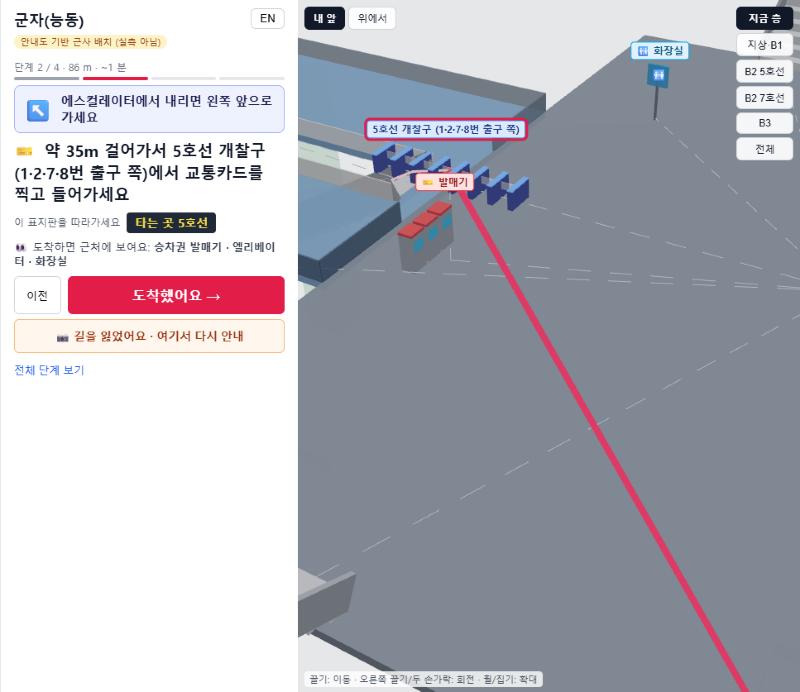 군자(능동)
EN
안내도 기반 근사 배치 (실측 아님)
단계 2 / 4 · 86 m · ~1 분
에스컬레이터에서 내리면 왼쪽 앞으로
가세요
약 35m 걸어가서 5호선 개찰구
(1·2·7·8번 출구 쪽)에서 교통카드를
찍고 들어가세요
이 표지판을 따라가세요 타는 곳 5호선
도착하면 근처에 보여요: 승차권 발매기 · 엘리베이
터 · 화장실
이전
도착했어요 →
길을 잃었어요 · 여기서 다시 안내
전체 단계 보기
내 앞
위에서
화장실
5호선 개찰구 (1·2·7·8번 출구 쪽)
발매기
지금 층
지상·B1
B2 5호선
B2 7호선
B3
전체
끌기: 이동 · 오른쪽 끌기/두 손가락: 회전 · 휠/집기: 확대